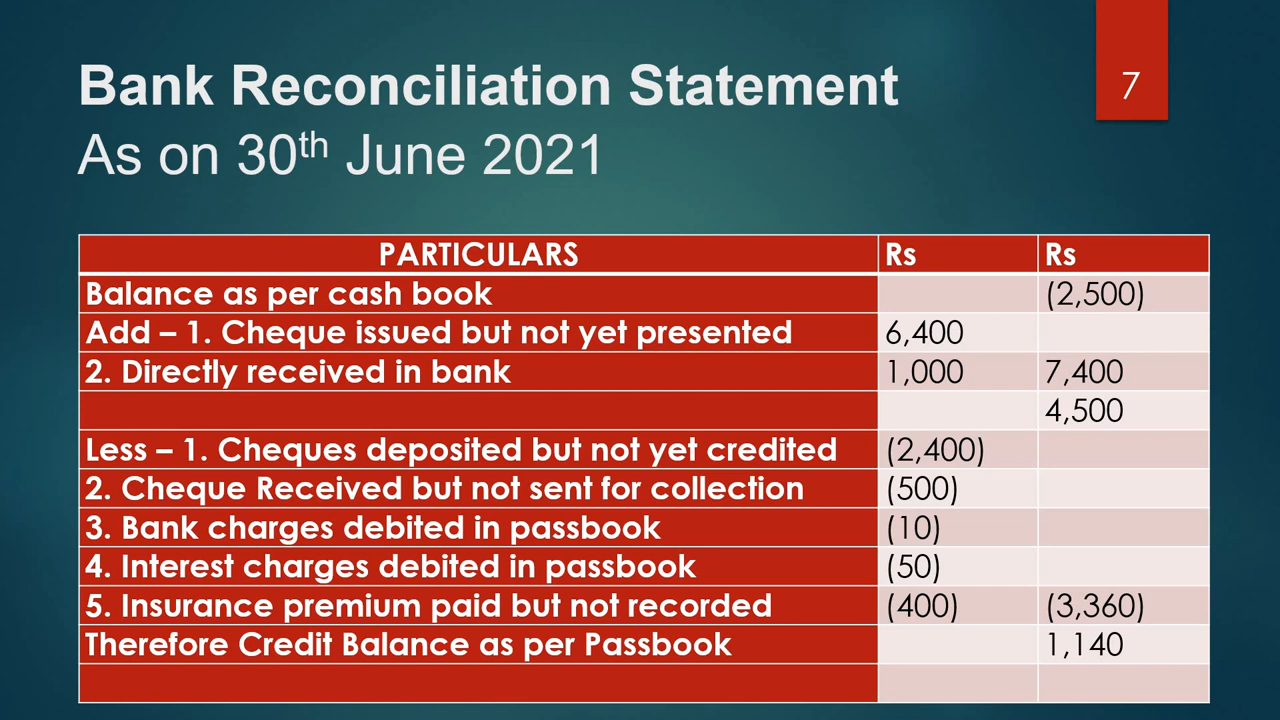 Bank Reconciliation Statement
7
As on 30th June 2021
PARTICULARS Rs Rs
Balance as per cash book (2,500)
Add – 1. Cheque issued but not yet presented 6,400
2. Directly received in bank 1,000 7,400
4,500
Less – 1. Cheques deposited but not yet credited (2,400)
2. Cheque Received but not sent for collection (500)
3. Bank charges debited in passbook (10)
4. Interest charges debited in passbook (50)
5. Insurance premium paid but not recorded (400) (3,360)
Therefore Credit Balance as per Passbook 1,140